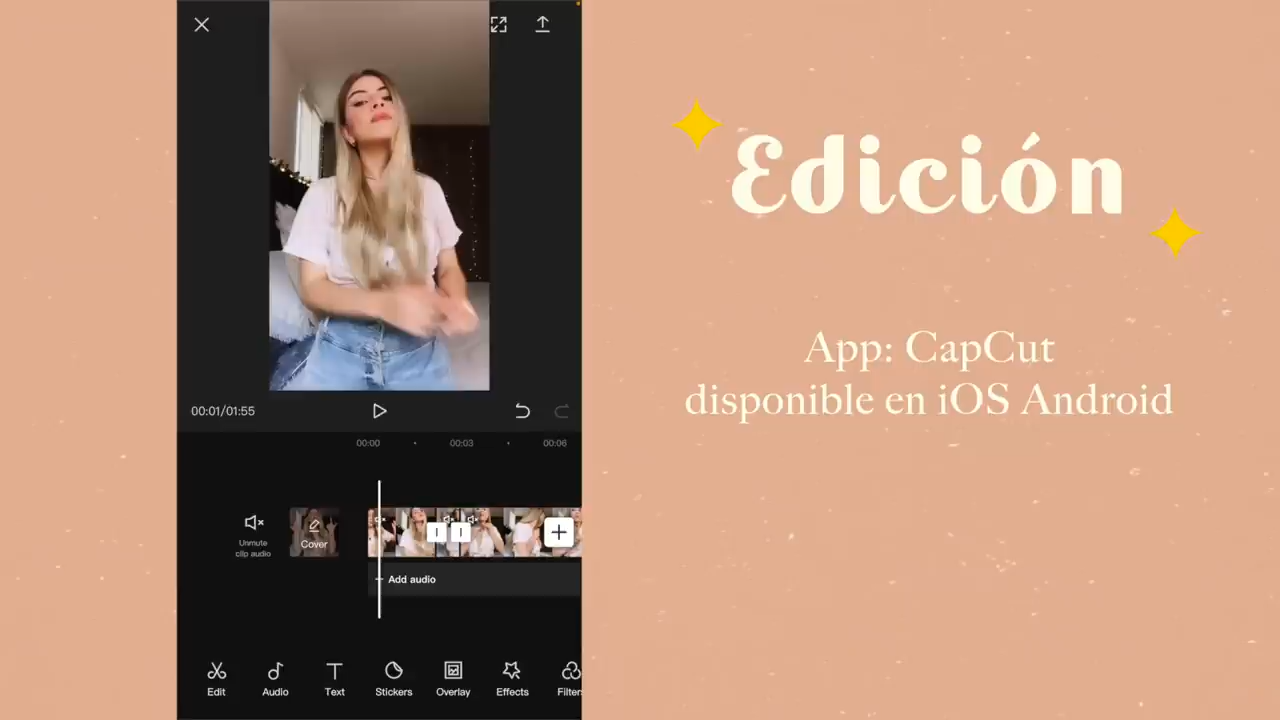 Edición
App: CapCut
disponible en iOS Android
00:01/01:55
00:00
00:03
00:06
Unmute
clip audio
Cover
Add audio
Edit
Audio
Text
Stickers
Overlay
Effects
Filters